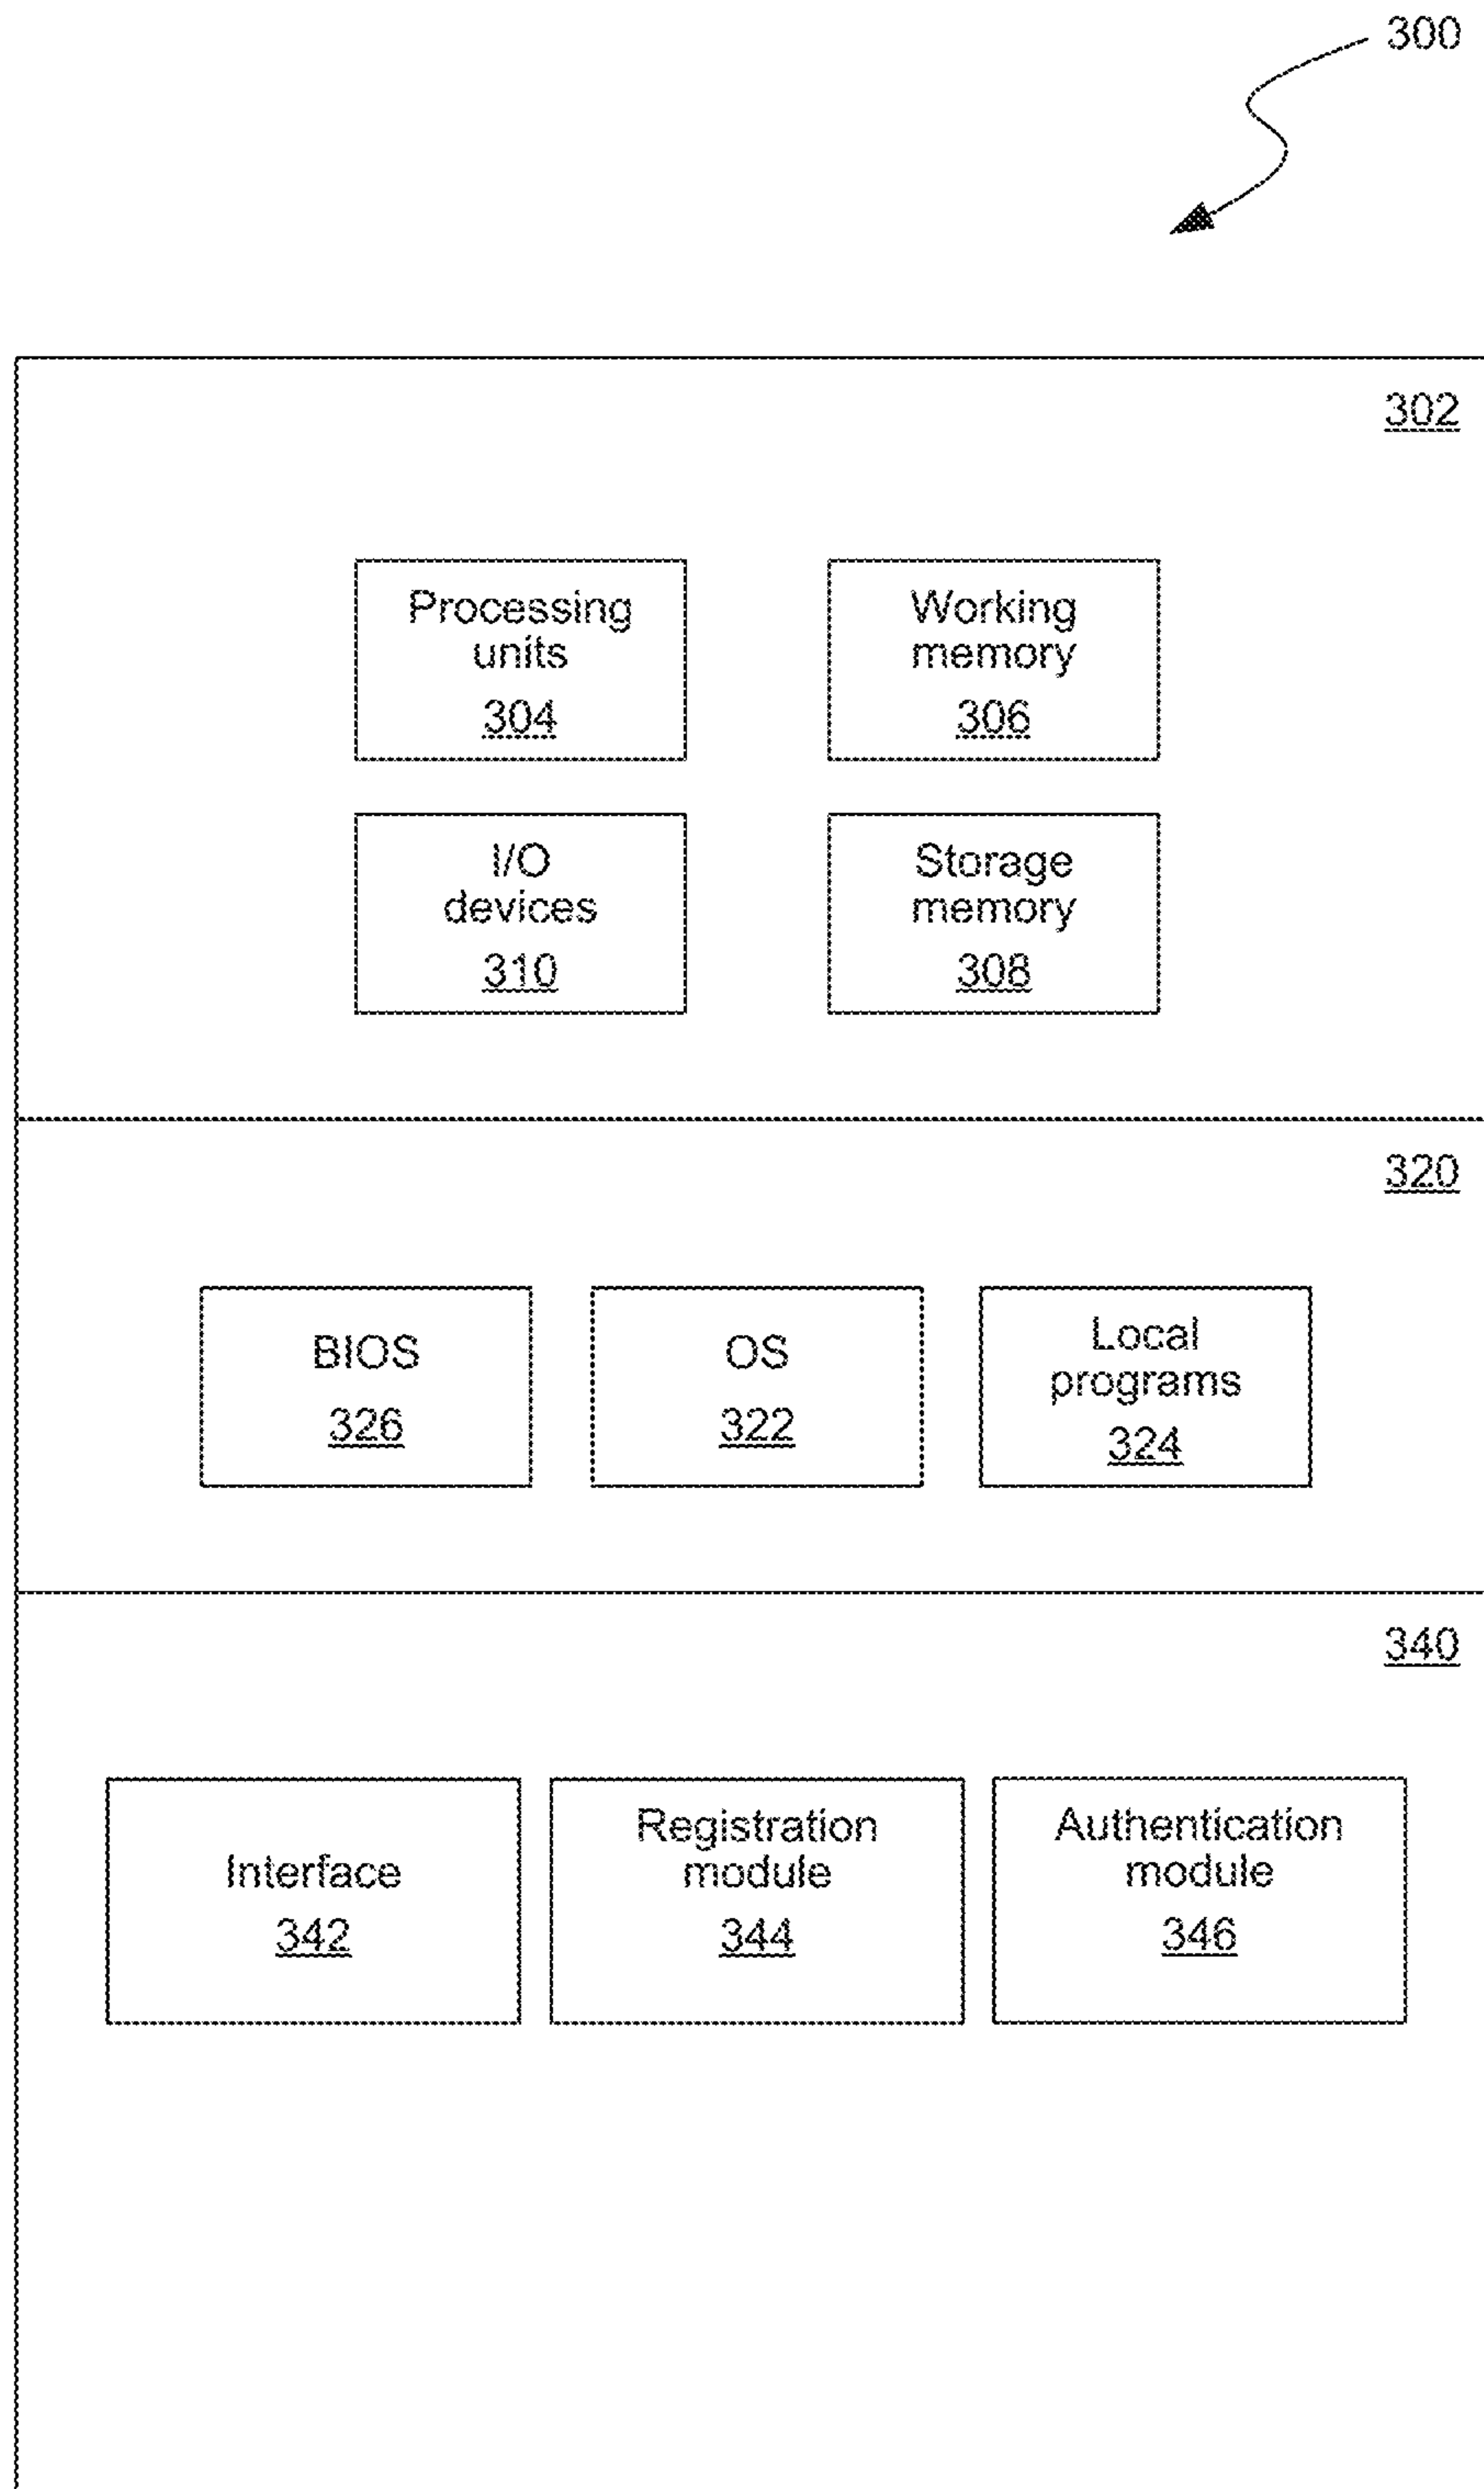 300
302
Processing
units
304
Working
memory
306
I/O
devices
310
Storage
memory
308
320
BIOS
326
OS
322
Local
programs
324
340
Interface
342
Registration
module
344
Authentication
module
346